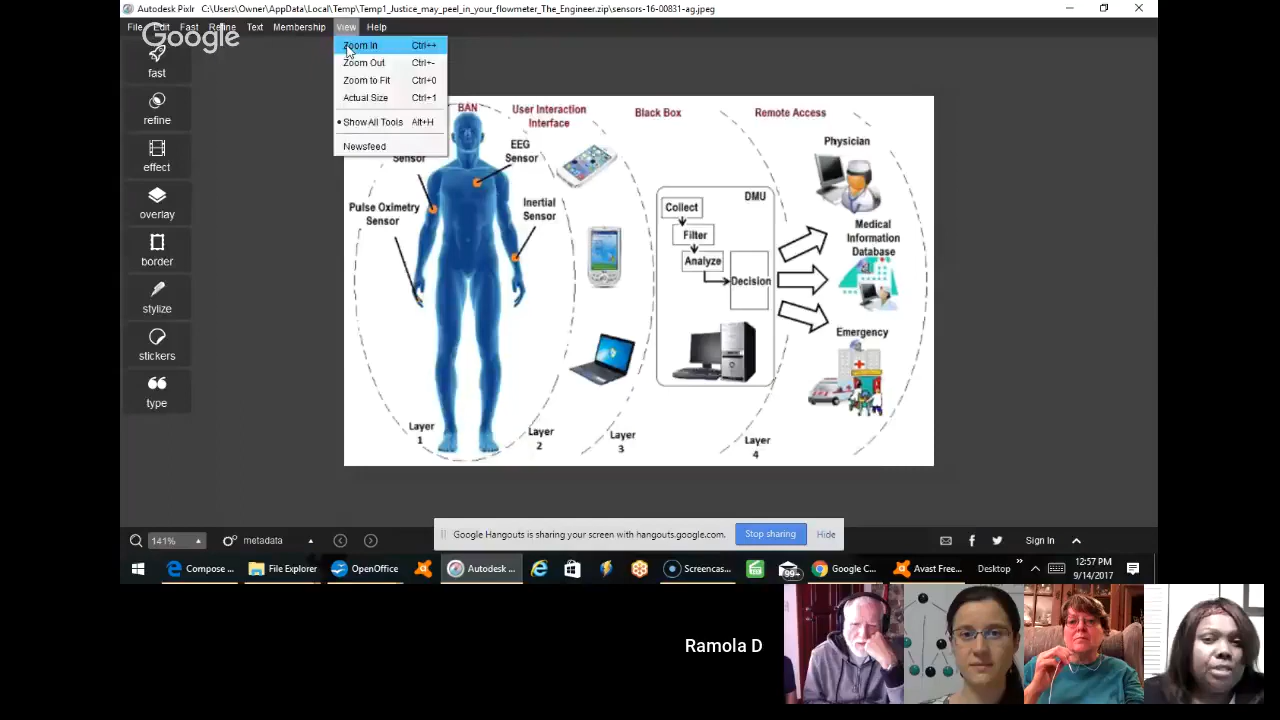 Autodesk Pixlr C:\Users\Owner\AppData\Local\Temp\Temp1_Justice_may_peel_in_your_flowmeter_The_Engineer.zip\sensors-16-00831-ag.jpeg
File Edit Fast Refine Text Membership View Help
Google
Zoom In Ctrl++
Zoom Out Ctrl+-
Zoom to Fit Ctrl+0
Actual Size Ctrl+1
Show All Tools Alt+H
Newsfeed
fast
refine
effect
overlay
border
stylize
stickers
type
BAN
User Interaction
Interface
Black Box
Remote Access
Sensor
EEG
Sensor
Pulse Oximetry
Sensor
Inertial
Sensor
DMU
Collect
Filter
Analyze
Decision
Physician
Medical
Information
Database
Emergency
Layer
1
Layer
2
Layer
3
Layer
4
141%
metadata
Google Hangouts is sharing your screen with hangouts.google.com.
Stop sharing
Hide
Sign In
Compose ...
File Explorer
OpenOffice
Autodesk ...
99+
Screencas...
Google C...
Avast Free...
Desktop
12:57 PM
9/14/2017
Ramola D